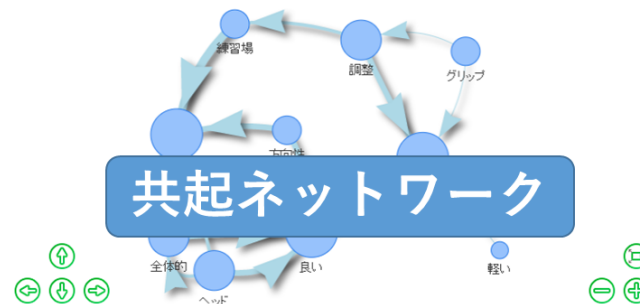 練習場
調整
グリップ
方向性
共起ネットワーク
全体的
良い
軽い
ヘッド